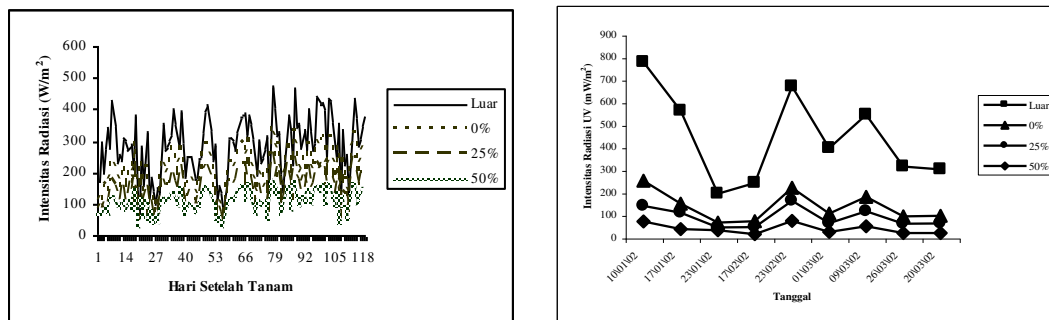 Intensitas Radiasi (W/m²)
600
500
400
300
200
100
0
1 14 27 40 53 66 79 92 105 118
Hari Setelah Tanam
Luar
0%
25%
50%
Intensitas Radiasi UV (mW/m²)
900
800
700
600
500
400
300
200
100
0
10\01\02 17\01\02 23\01\02 17\02\02 23\02\02 01\03\02 09\03\02 26\03\02 20\03\02
Tanggal
Luar
0%
25%
50%